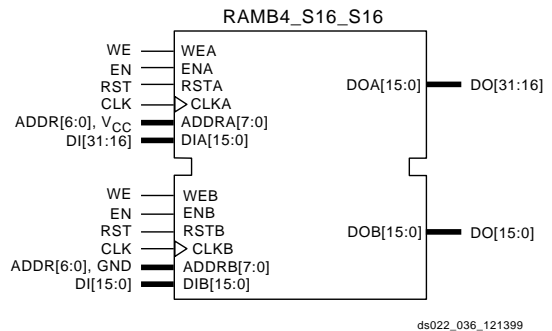 RAMB4_S16_S16
WE WEA
EN ENA
RST RSTA DOA[15:0] DO[31:16]
CLK CLKA
ADDR[6:0], VCC ADDRA[7:0]
DI[31:16] DIA[15:0]
WE WEB
EN ENB
RST RSTB DOB[15:0] DO[15:0]
CLK CLKB
ADDR[6:0], GND ADDRB[7:0]
DI[15:0] DIB[15:0]
ds022_036_121399